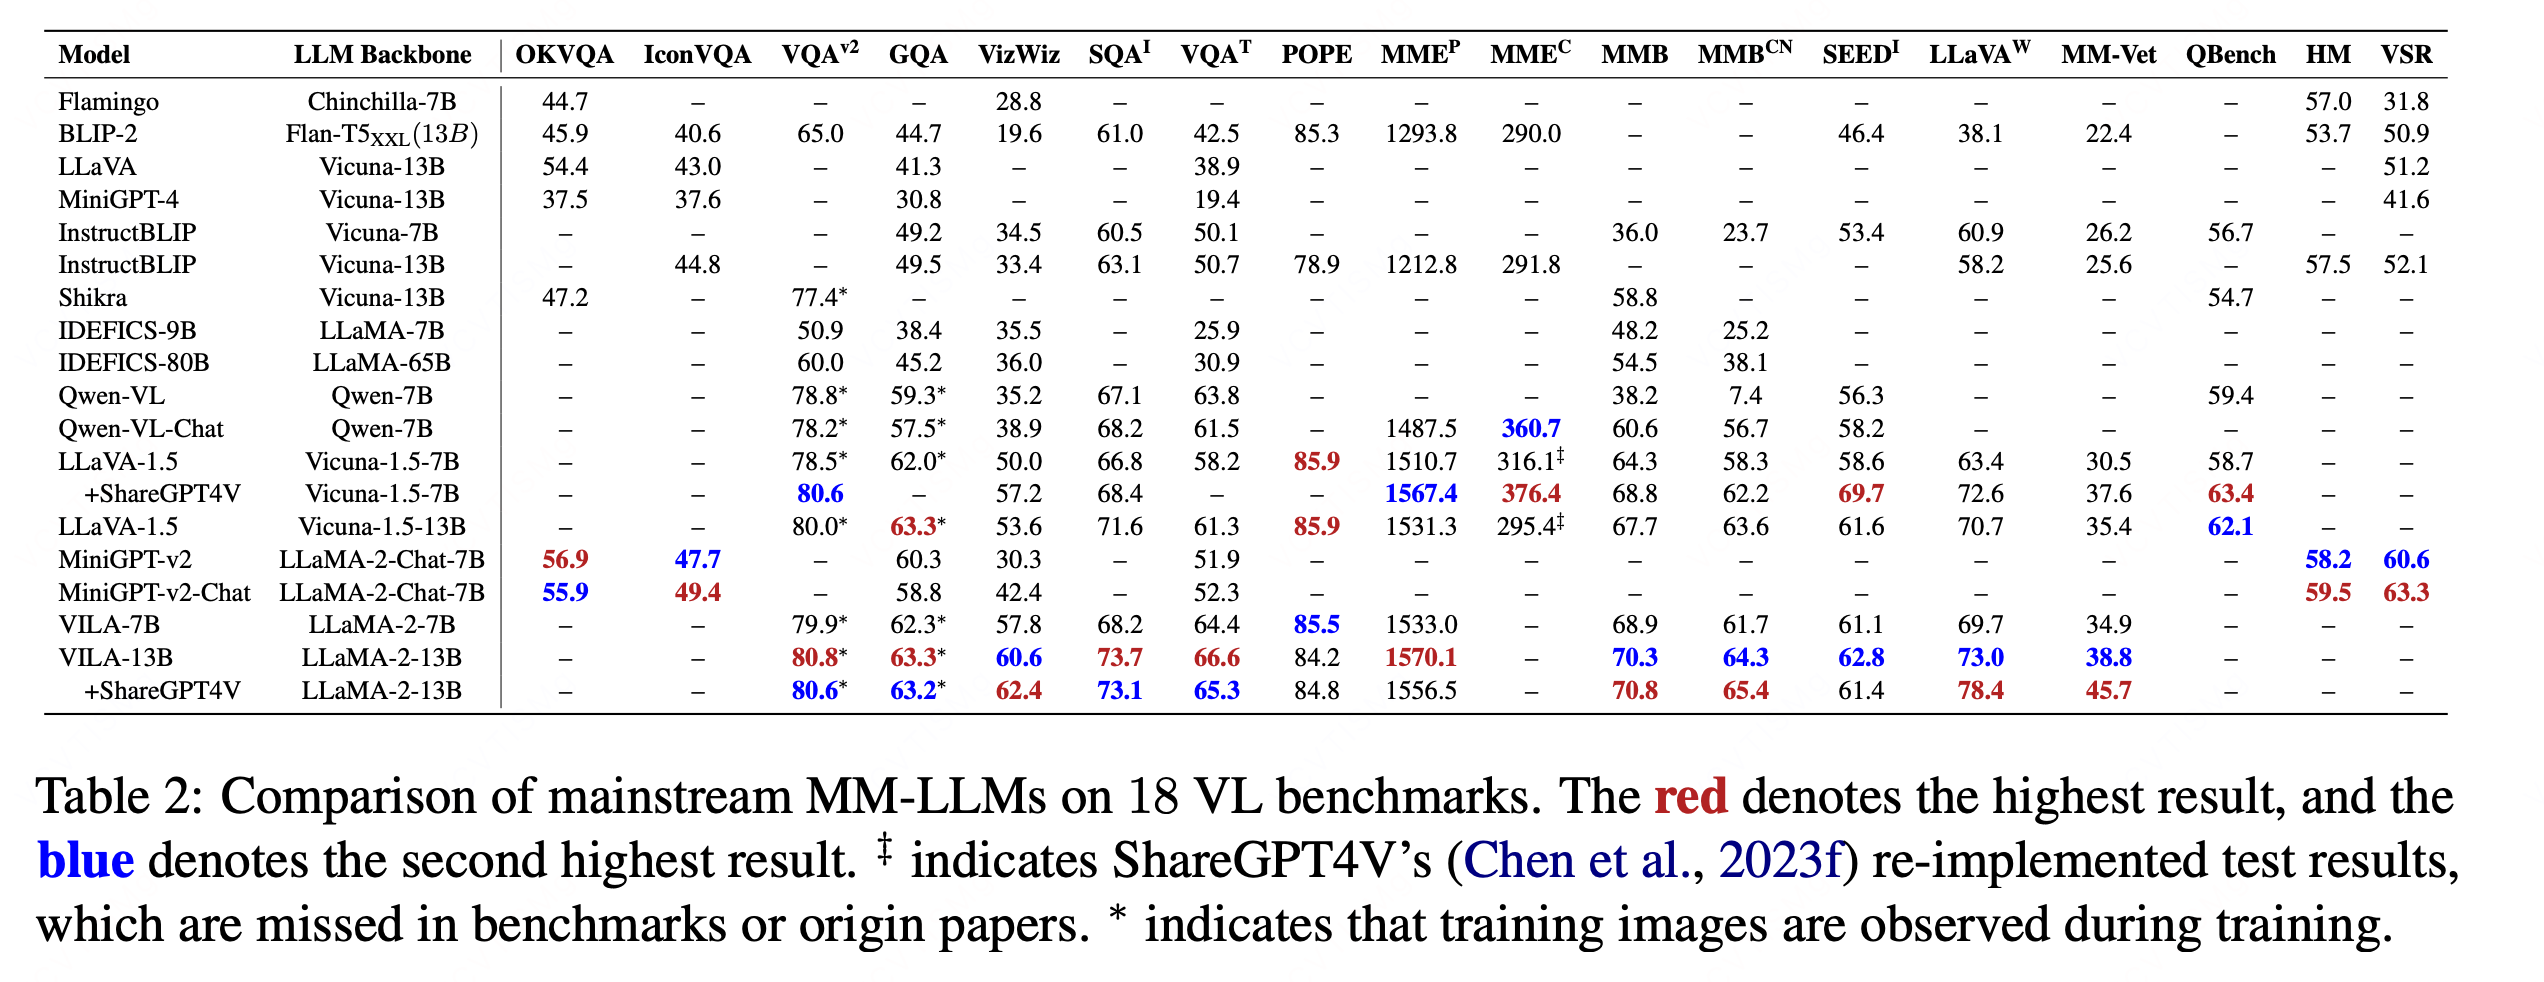 Model LLM Backbone OKVQA IconVQA VQA^v2 GQA VizWiz SQA^I VQA^T POPE MME^P MME^C MMB MMB^CN SEED^I LLaVA^W MM-Vet QBench HM VSR
Flamingo Chinchilla-7B 44.7 – – – 28.8 – – – – – – – – – – – 57.0 31.8
BLIP-2 Flan-T5_XXL(13B) 45.9 40.6 65.0 44.7 19.6 61.0 42.5 85.3 1293.8 290.0 – – 46.4 38.1 22.4 – 53.7 50.9
LLaVA Vicuna-13B 54.4 43.0 – 41.3 – – 38.9 – – – – – – – – – – 51.2
MiniGPT-4 Vicuna-13B 37.5 37.6 – 30.8 – – 19.4 – – – – – – – – – – 41.6
InstructBLIP Vicuna-7B – – – 49.2 34.5 60.5 50.1 – – – 36.0 23.7 53.4 60.9 26.2 56.7 – –
InstructBLIP Vicuna-13B – 44.8 – 49.5 33.4 63.1 50.7 78.9 1212.8 291.8 – – – 58.2 25.6 – 57.5 52.1
Shikra Vicuna-13B 47.2 – 77.4* – – – – – – – 58.8 – – – – 54.7 – –
IDEFICS-9B LLaMA-7B – – 50.9 38.4 35.5 – 25.9 – – – 48.2 25.2 – – – – – –
IDEFICS-80B LLaMA-65B – – 60.0 45.2 36.0 – 30.9 – – – 54.5 38.1 – – – – – –
Qwen-VL Qwen-7B – – 78.8* 59.3* 35.2 67.1 63.8 – – – 38.2 7.4 56.3 – – 59.4 – –
Qwen-VL-Chat Qwen-7B – – 78.2* 57.5* 38.9 68.2 61.5 – 1487.5 360.7 60.6 56.7 58.2 – – – – –
LLaVA-1.5 Vicuna-1.5-7B – – 78.5* 62.0* 50.0 66.8 58.2 85.9 1510.7 316.1‡ 64.3 58.3 58.6 63.4 30.5 58.7 – –
+ShareGPT4V Vicuna-1.5-7B – – 80.6 – 57.2 68.4 – – 1567.4 376.4 68.8 62.2 69.7 72.6 37.6 63.4 – –
LLaVA-1.5 Vicuna-1.5-13B – – 80.0* 63.3* 53.6 71.6 61.3 85.9 1531.3 295.4‡ 67.7 63.6 61.6 70.7 35.4 62.1 – –
MiniGPT-v2 LLaMA-2-Chat-7B 56.9 47.7 – 60.3 30.3 – 51.9 – – – – – – – – – 58.2 60.6
MiniGPT-v2-Chat LLaMA-2-Chat-7B 55.9 49.4 – 58.8 42.4 – 52.3 – – – – – – – – – 59.5 63.3
VILA-7B LLaMA-2-7B – – 79.9* 62.3* 57.8 68.2 64.4 85.5 1533.0 – 68.9 61.7 61.1 69.7 34.9 – – –
VILA-13B LLaMA-2-13B – – 80.8* 63.3* 60.6 73.7 66.6 84.2 1570.1 – 70.3 64.3 62.8 73.0 38.8 – – –
+ShareGPT4V LLaMA-2-13B – – 80.6* 63.2* 62.4 73.1 65.3 84.8 1556.5 – 70.8 65.4 61.4 78.4 45.7 – – –
Table 2: Comparison of mainstream MM-LLMs on 18 VL benchmarks. The red denotes the highest result, and the
blue denotes the second highest result. ‡ indicates ShareGPT4V's (Chen et al., 2023f) re-implemented test results,
which are missed in benchmarks or origin papers. * indicates that training images are observed during training.